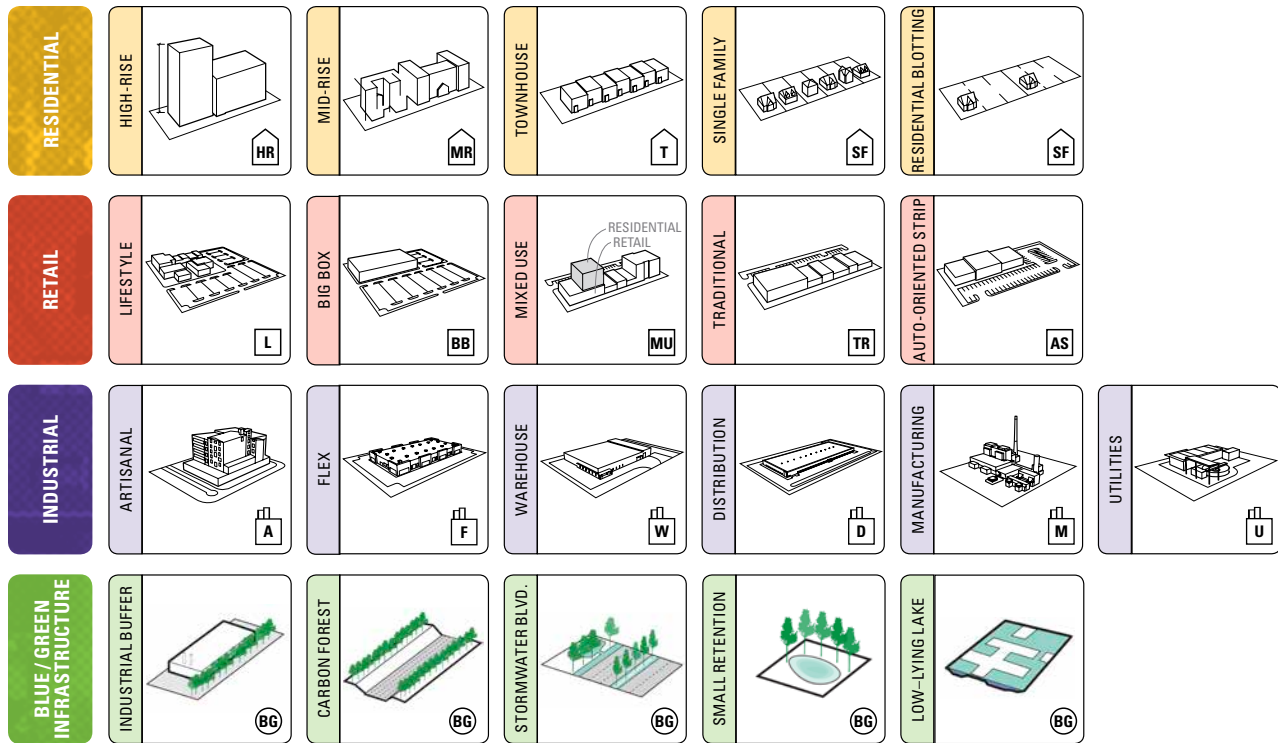 RESIDENTIAL
HIGH-RISE
HR
MID-RISE
MR
TOWNHOUSE
T
SINGLE FAMILY
SF
RESIDENTIAL BLOTTING
SF
RETAIL
LIFESTYLE
L
BIG BOX
BB
MIXED USE
RESIDENTIAL
RETAIL
MU
TRADITIONAL
TR
AUTO-ORIENTED STRIP
AS
INDUSTRIAL
ARTISANAL
A
FLEX
F
WAREHOUSE
W
DISTRIBUTION
D
MANUFACTURING
M
UTILITIES
U
BLUE / GREEN
INFRASTRUCTURE
INDUSTRIAL BUFFER
BG
CARBON FOREST
BG
STORMWATER BLVD.
BG
SMALL RETENTION
BG
LOW–LYING LAKE
BG